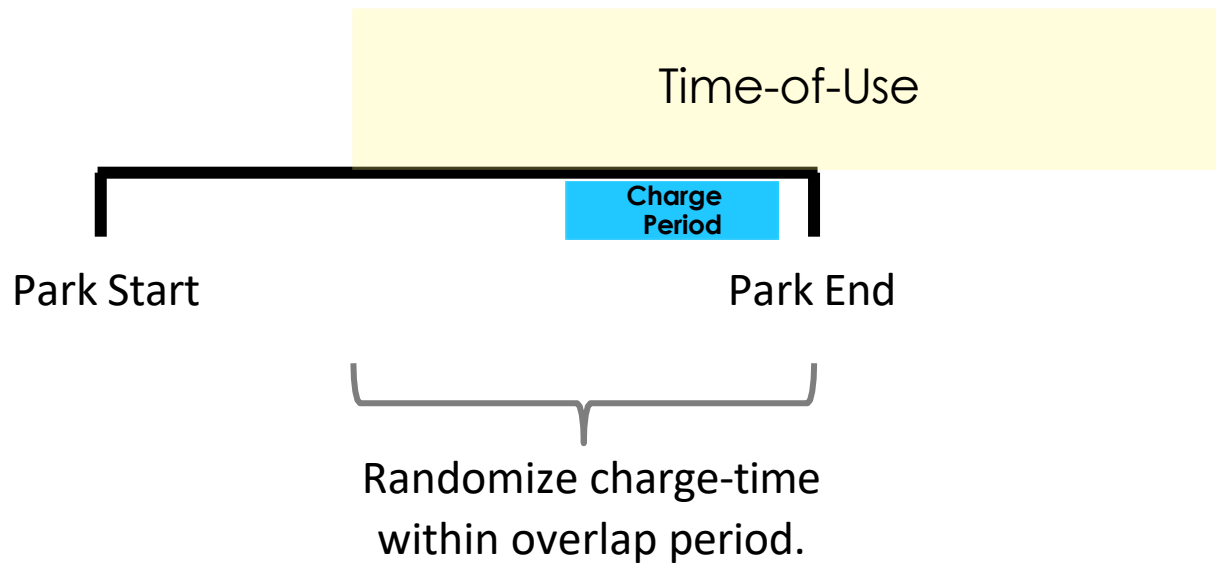 Time-of-Use
Charge
Period
Park Start
Park End
Randomize charge-time
within overlap period.